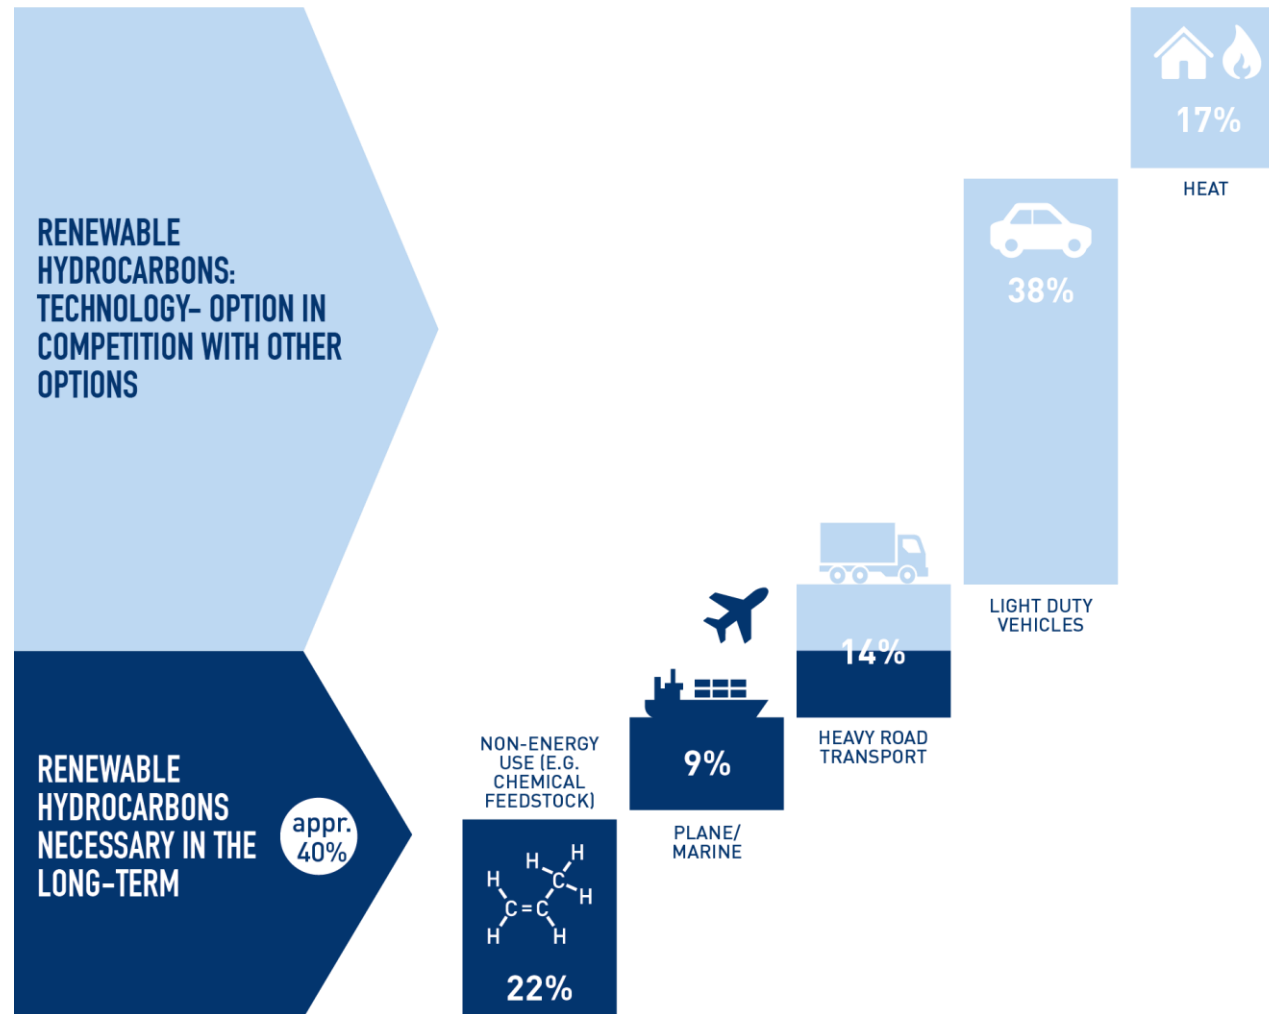 RENEWABLE
HYDROCARBONS:
TECHNOLOGY- OPTION IN
COMPETITION WITH OTHER
OPTIONS
RENEWABLE
HYDROCARBONS
NECESSARY IN THE
LONG-TERM
appr.
40%
NON-ENERGY
USE (E.G.
CHEMICAL
FEEDSTOCK)
H
H
C
H
H
C=C
H
H
22%
9%
PLANE/
MARINE
14%
HEAVY ROAD
TRANSPORT
38%
LIGHT DUTY
VEHICLES
17%
HEAT